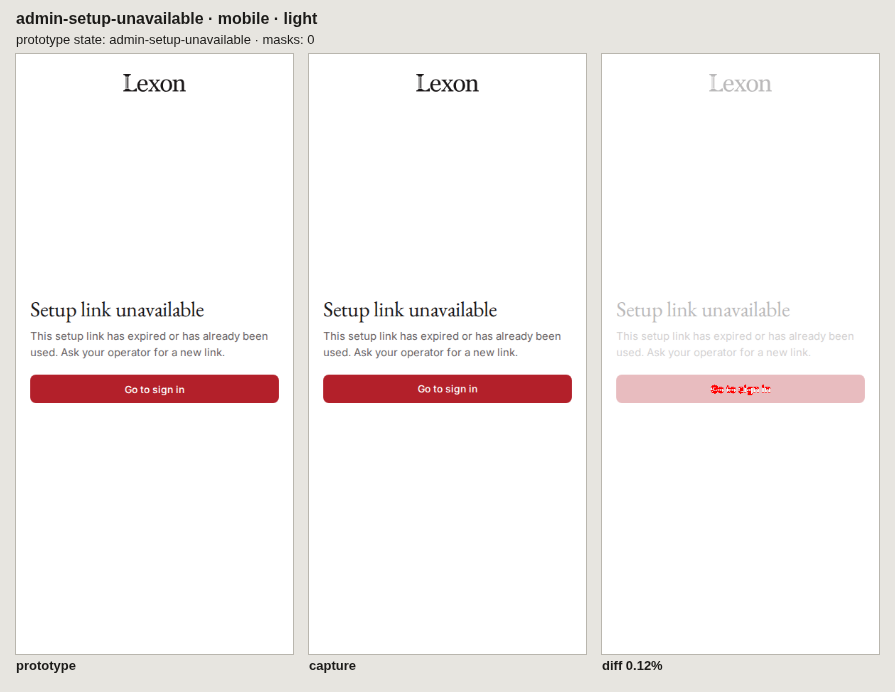 admin-setup-unavailable · mobile · light
prototype state: admin-setup-unavailable · masks: 0
Lexon
Setup link unavailable
This setup link has expired or has already been
used. Ask your operator for a new link.
Go to sign in
prototype
Lexon
Setup link unavailable
This setup link has expired or has already been
used. Ask your operator for a new link.
Go to sign in
capture
Lexon
Setup link unavailable
This setup link has expired or has already been
used. Ask your operator for a new link.
diff 0.12%